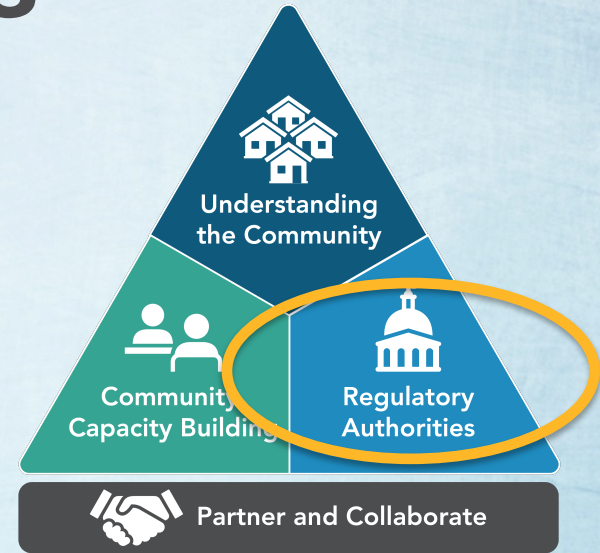 Understanding
the Community
Community
Capacity Building
Regulatory
Authorities
Partner and Collaborate